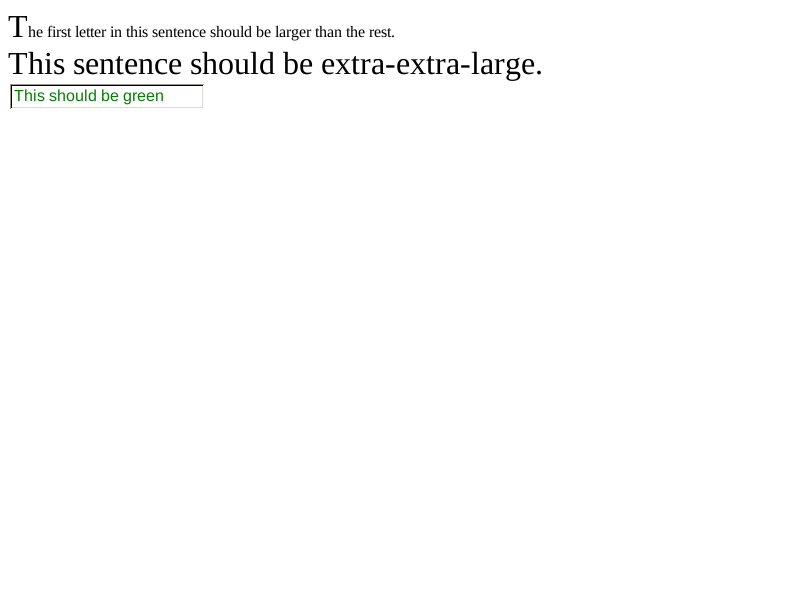 The first letter in this sentence should be larger than the rest.
This sentence should be extra-extra-large.
This should be green